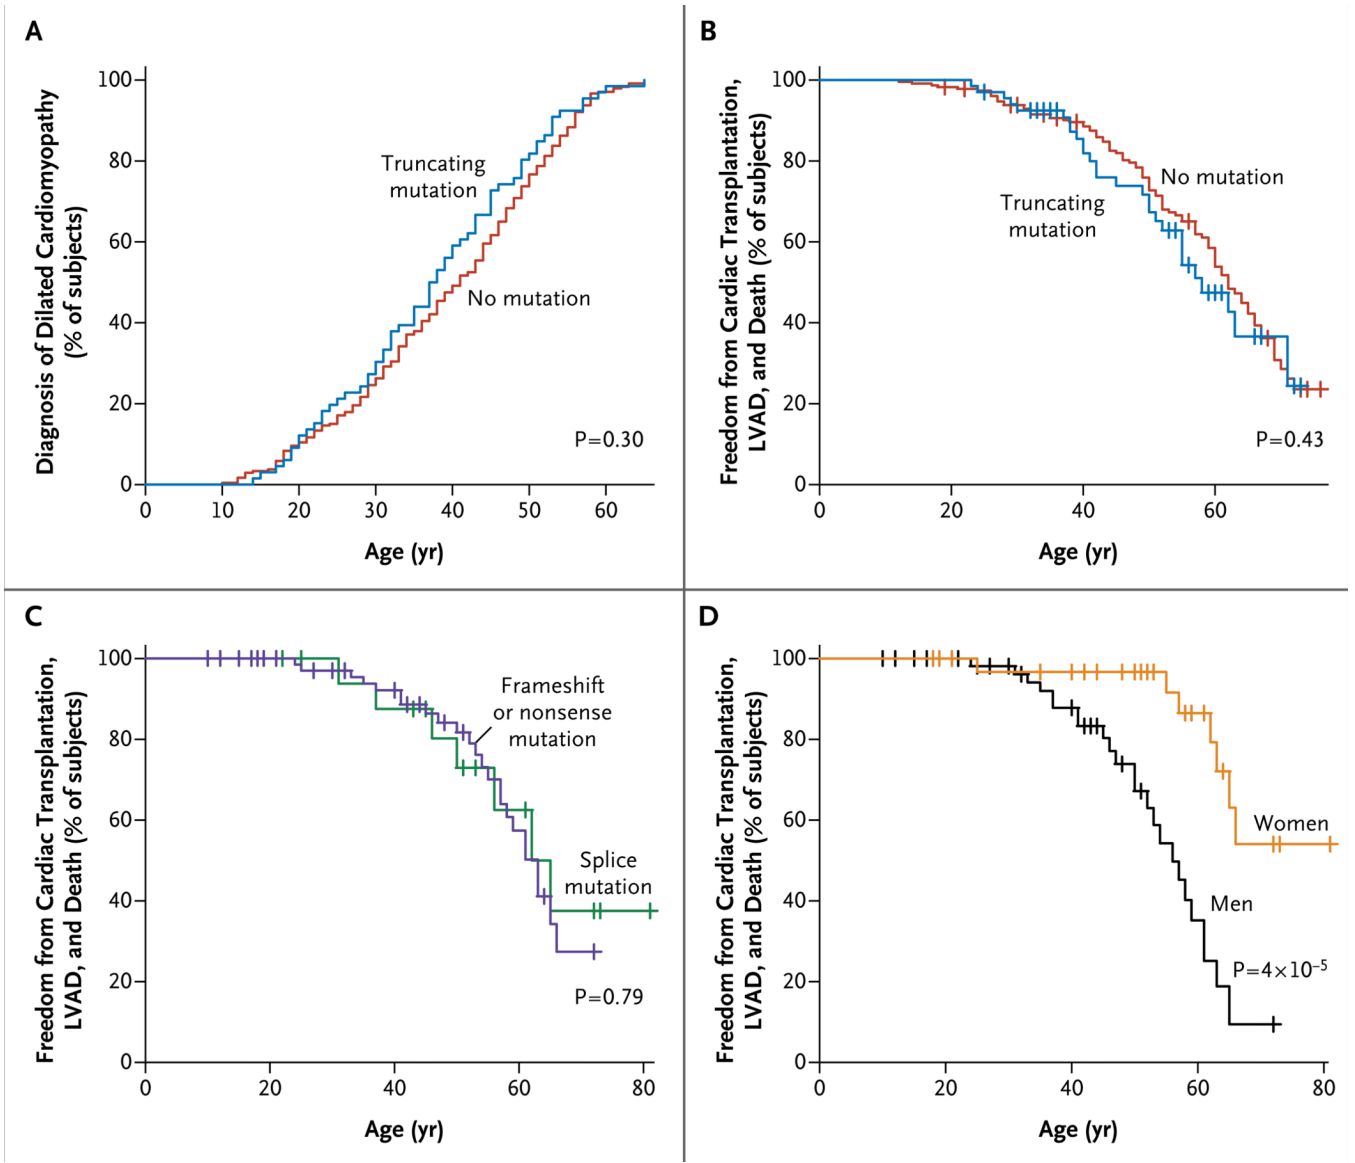 A
Diagnosis of Dilated Cardiomyopathy
(% of subjects)
100
80
60
40
20
0
Truncating
mutation
No mutation
P=0.30
0 10 20 30 40 50 60
Age (yr)
B
Freedom from Cardiac Transplantation,
LVAD, and Death (% of subjects)
100
80
60
40
20
0
No mutation
Truncating
mutation
P=0.43
0 20 40 60
Age (yr)
C
Freedom from Cardiac Transplantation,
LVAD, and Death (% of subjects)
100
80
60
40
20
0
Frameshift
or nonsense
mutation
Splice
mutation
P=0.79
0 20 40 60 80
Age (yr)
D
Freedom from Cardiac Transplantation,
LVAD, and Death (% of subjects)
100
80
60
40
20
0
Women
Men
P=4×10⁻⁵
0 20 40 60 80
Age (yr)